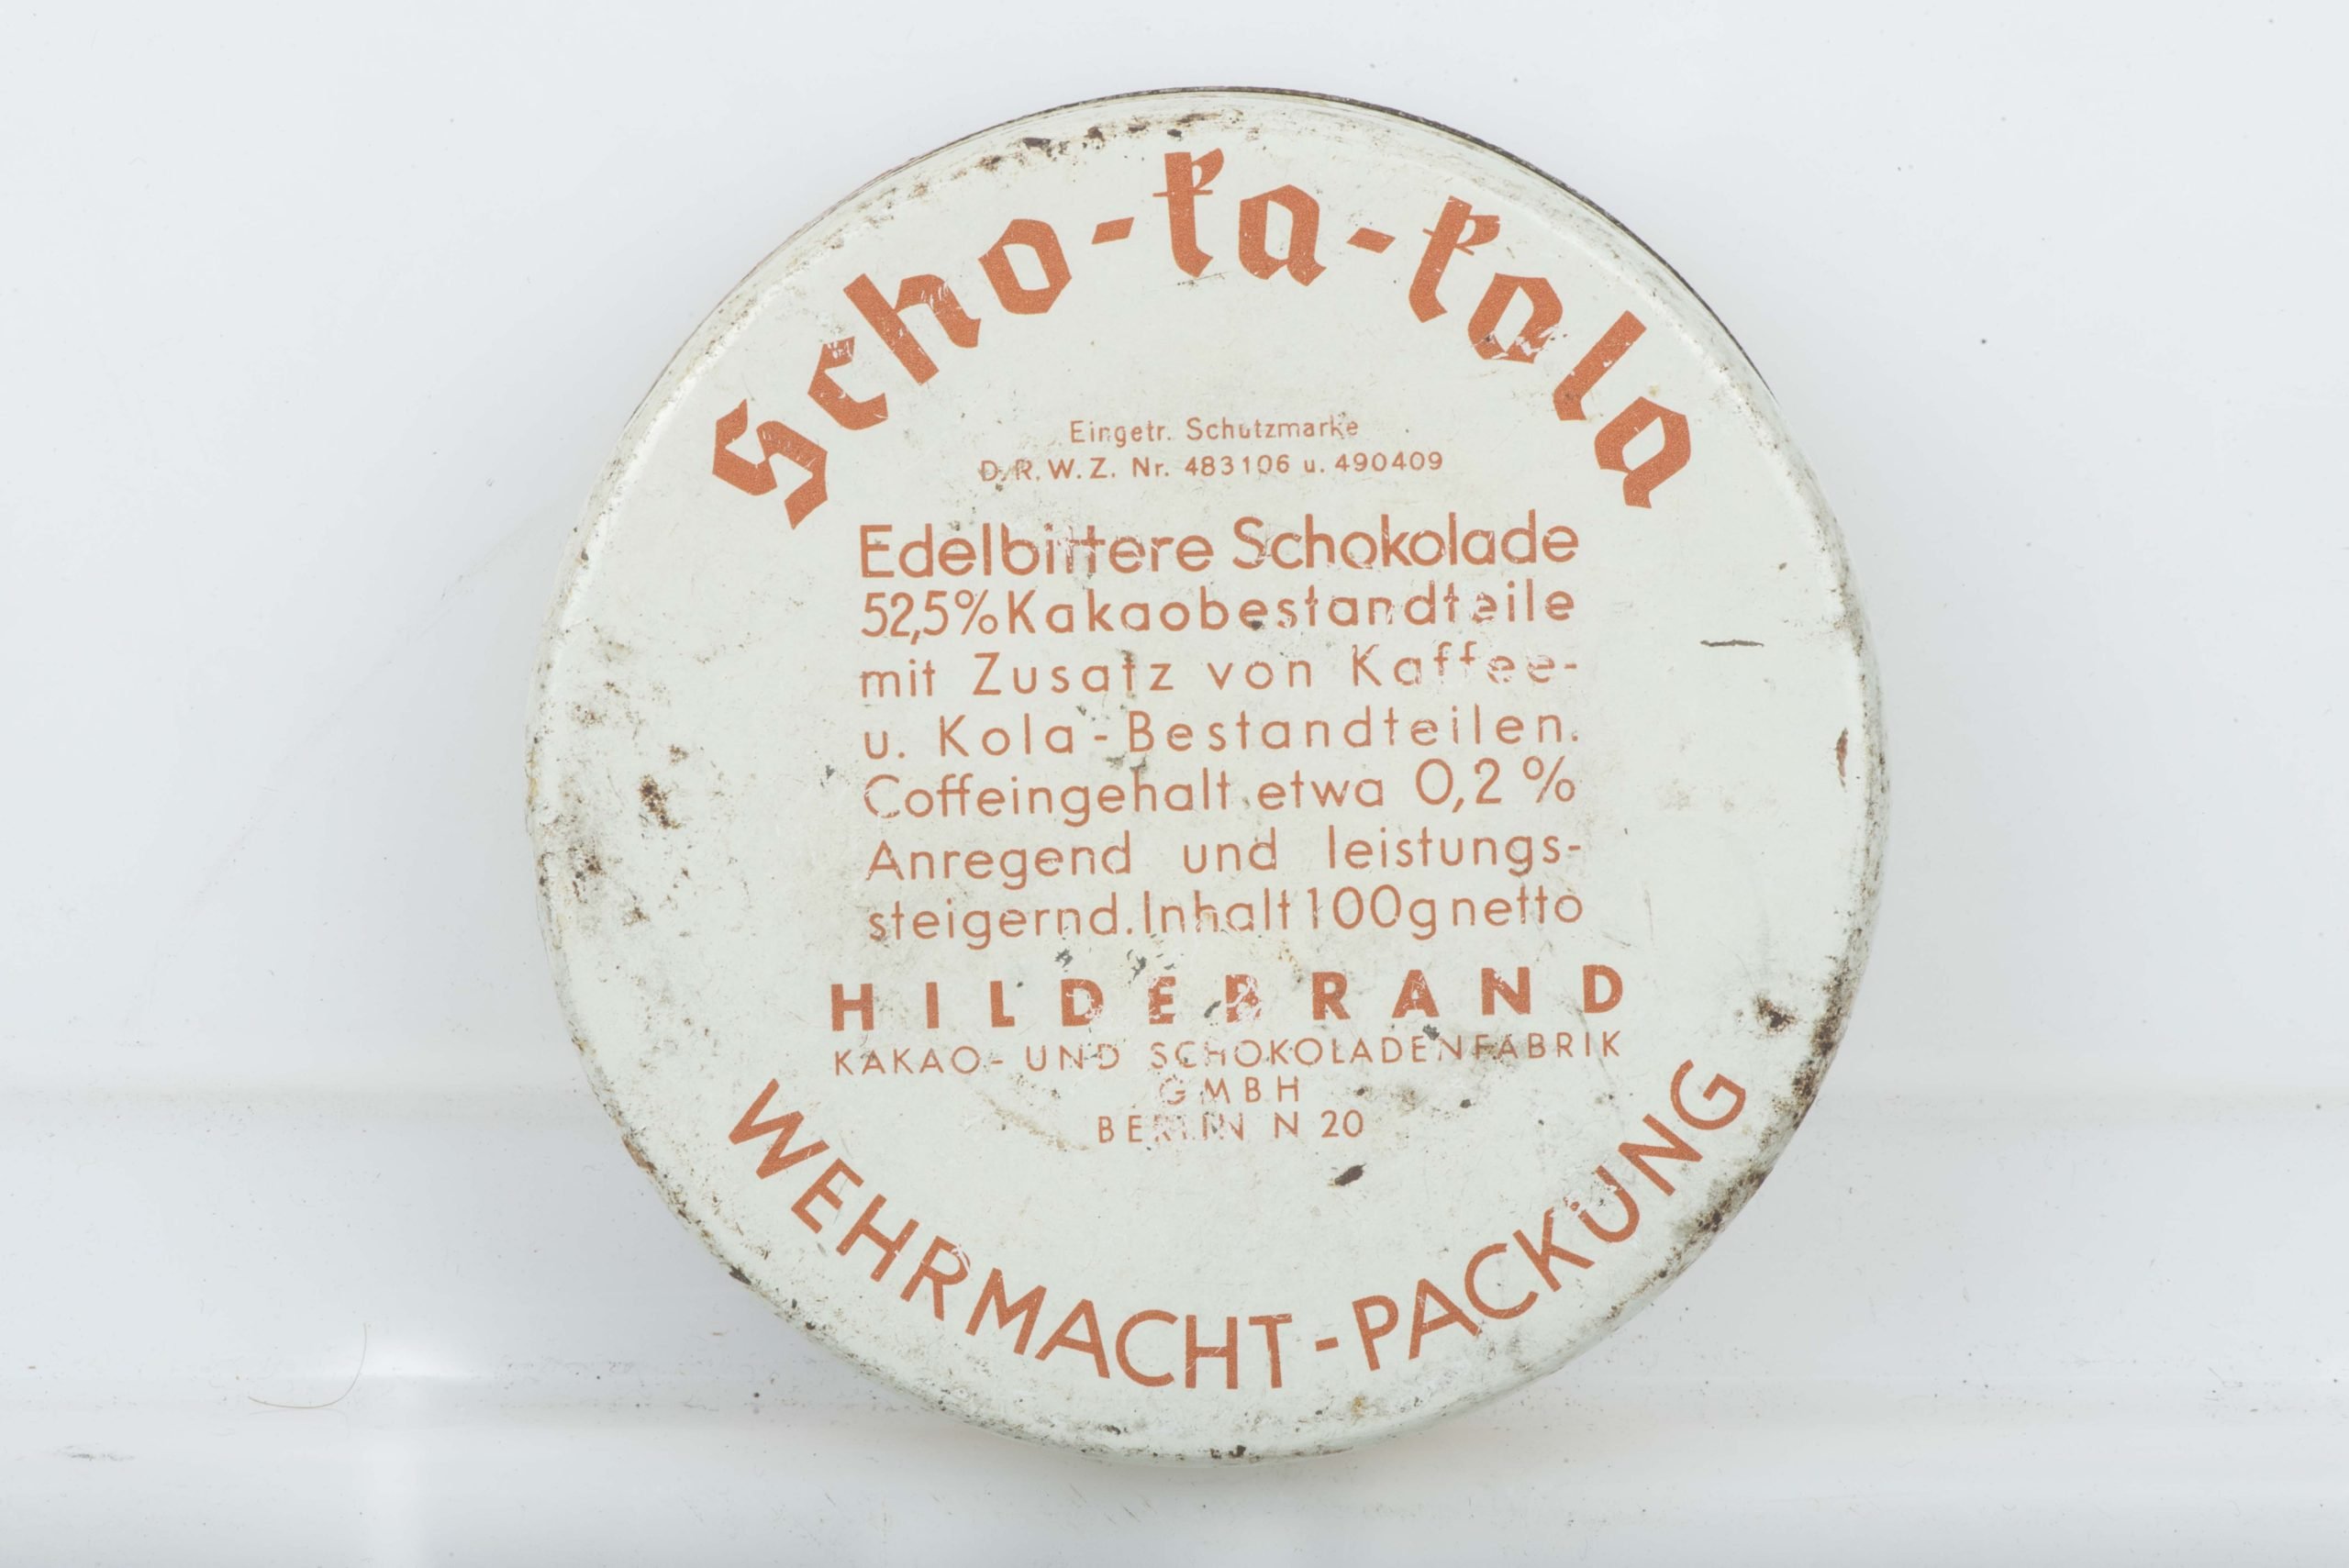 Scho-ka-kola
Eingetr. Schutzmarke
D.R.W.Z. Nr. 483106 u. 490409
Edelbittere Schokolade
52,5% Kakaobestandteile
mit Zusatz von Kaffee-
u. Kola-Bestandteilen.
Coffeingehalt etwa 0,2%
Anregend und leistungs-
steigernd. Inhalt 100g netto
HILDEBRAND
KAKAO- UND SCHOKOLADENFABRIK
GMBH
BERLIN N 20
WEHRMACHT-PACKUNG